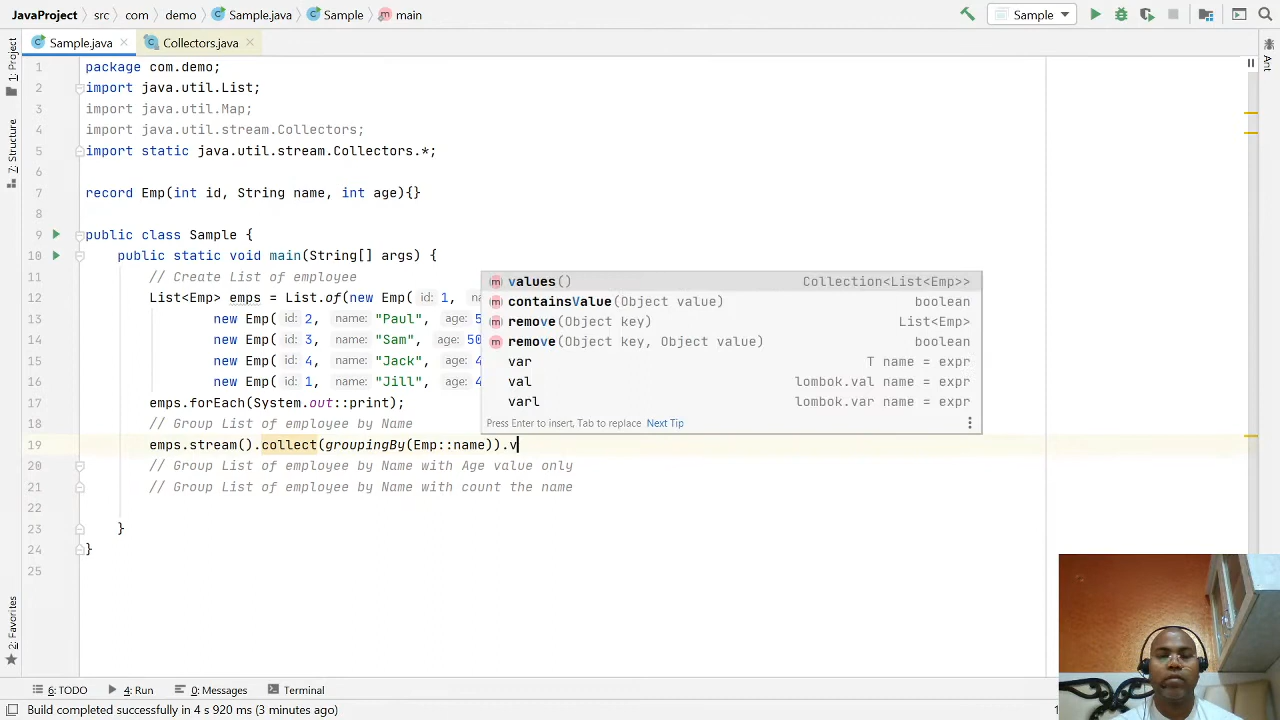 JavaProject src com demo Sample.java Sample main
Sample
Sample.java
Collectors.java
1: Project
7: Structure
2: Favorites
Ant
1 package com.demo;
2 import java.util.List;
3 import java.util.Map;
4 import java.util.stream.Collectors;
5 import static java.util.stream.Collectors.*;
6
7 record Emp(int id, String name, int age){}
8
9 public class Sample {
10 public static void main(String[] args) {
11 // Create List of employee
12 List<Emp> emps = List.of(new Emp( id: 1,
13 new Emp( id: 2, name: "Paul", age: 5
14 new Emp( id: 3, name: "Sam", age: 50
15 new Emp( id: 4, name: "Jack", age: 4
16 new Emp( id: 1, name: "Jill", age: 4
17 emps.forEach(System.out::print);
18 // Group List of employee by Name
19 emps.stream().collect(groupingBy(Emp::name)).v
20 // Group List of employee by Name with Age value only
21 // Group List of employee by Name with count the name
22
23 }
24 }
25
values() Collection<List<Emp>>
containsValue(Object value) boolean
remove(Object key) List<Emp>
remove(Object key, Object value) boolean
var T name = expr
val lombok.val name = expr
varl lombok.val name = expr
Press Enter to insert, Tab to replace Next Tip
6: TODO 4: Run 0: Messages Terminal
Build completed successfully in 4 s 920 ms (3 minutes ago)